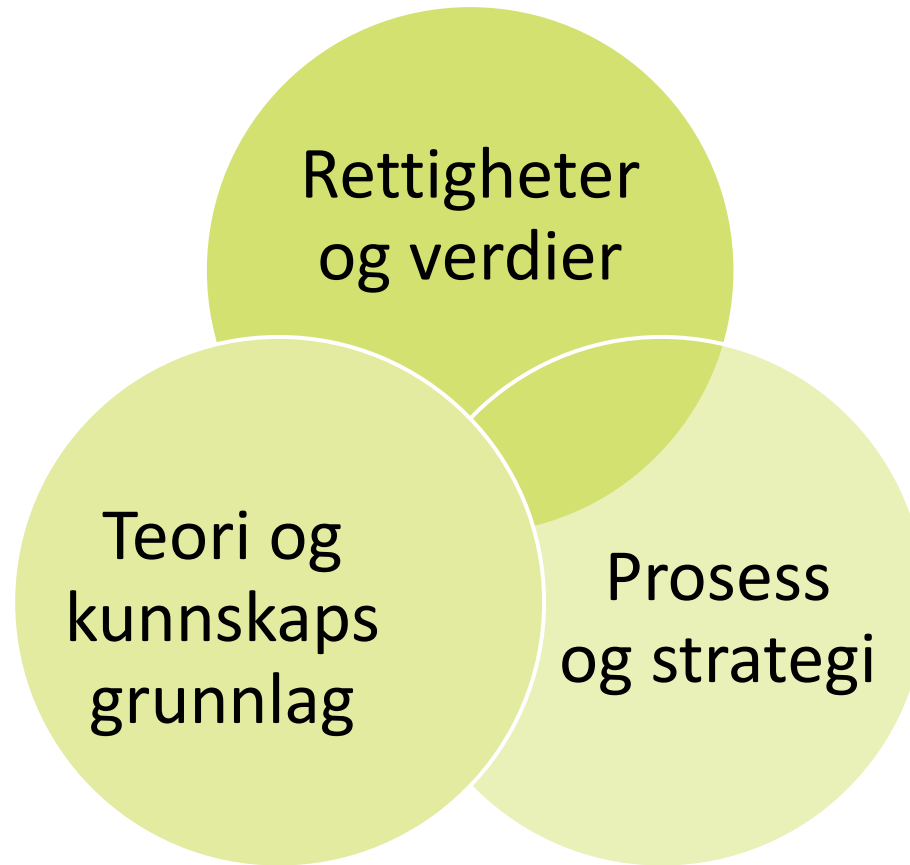 Rettigheter
og verdier
Teori og
kunnskaps
grunnlag
Prosess
og strategi